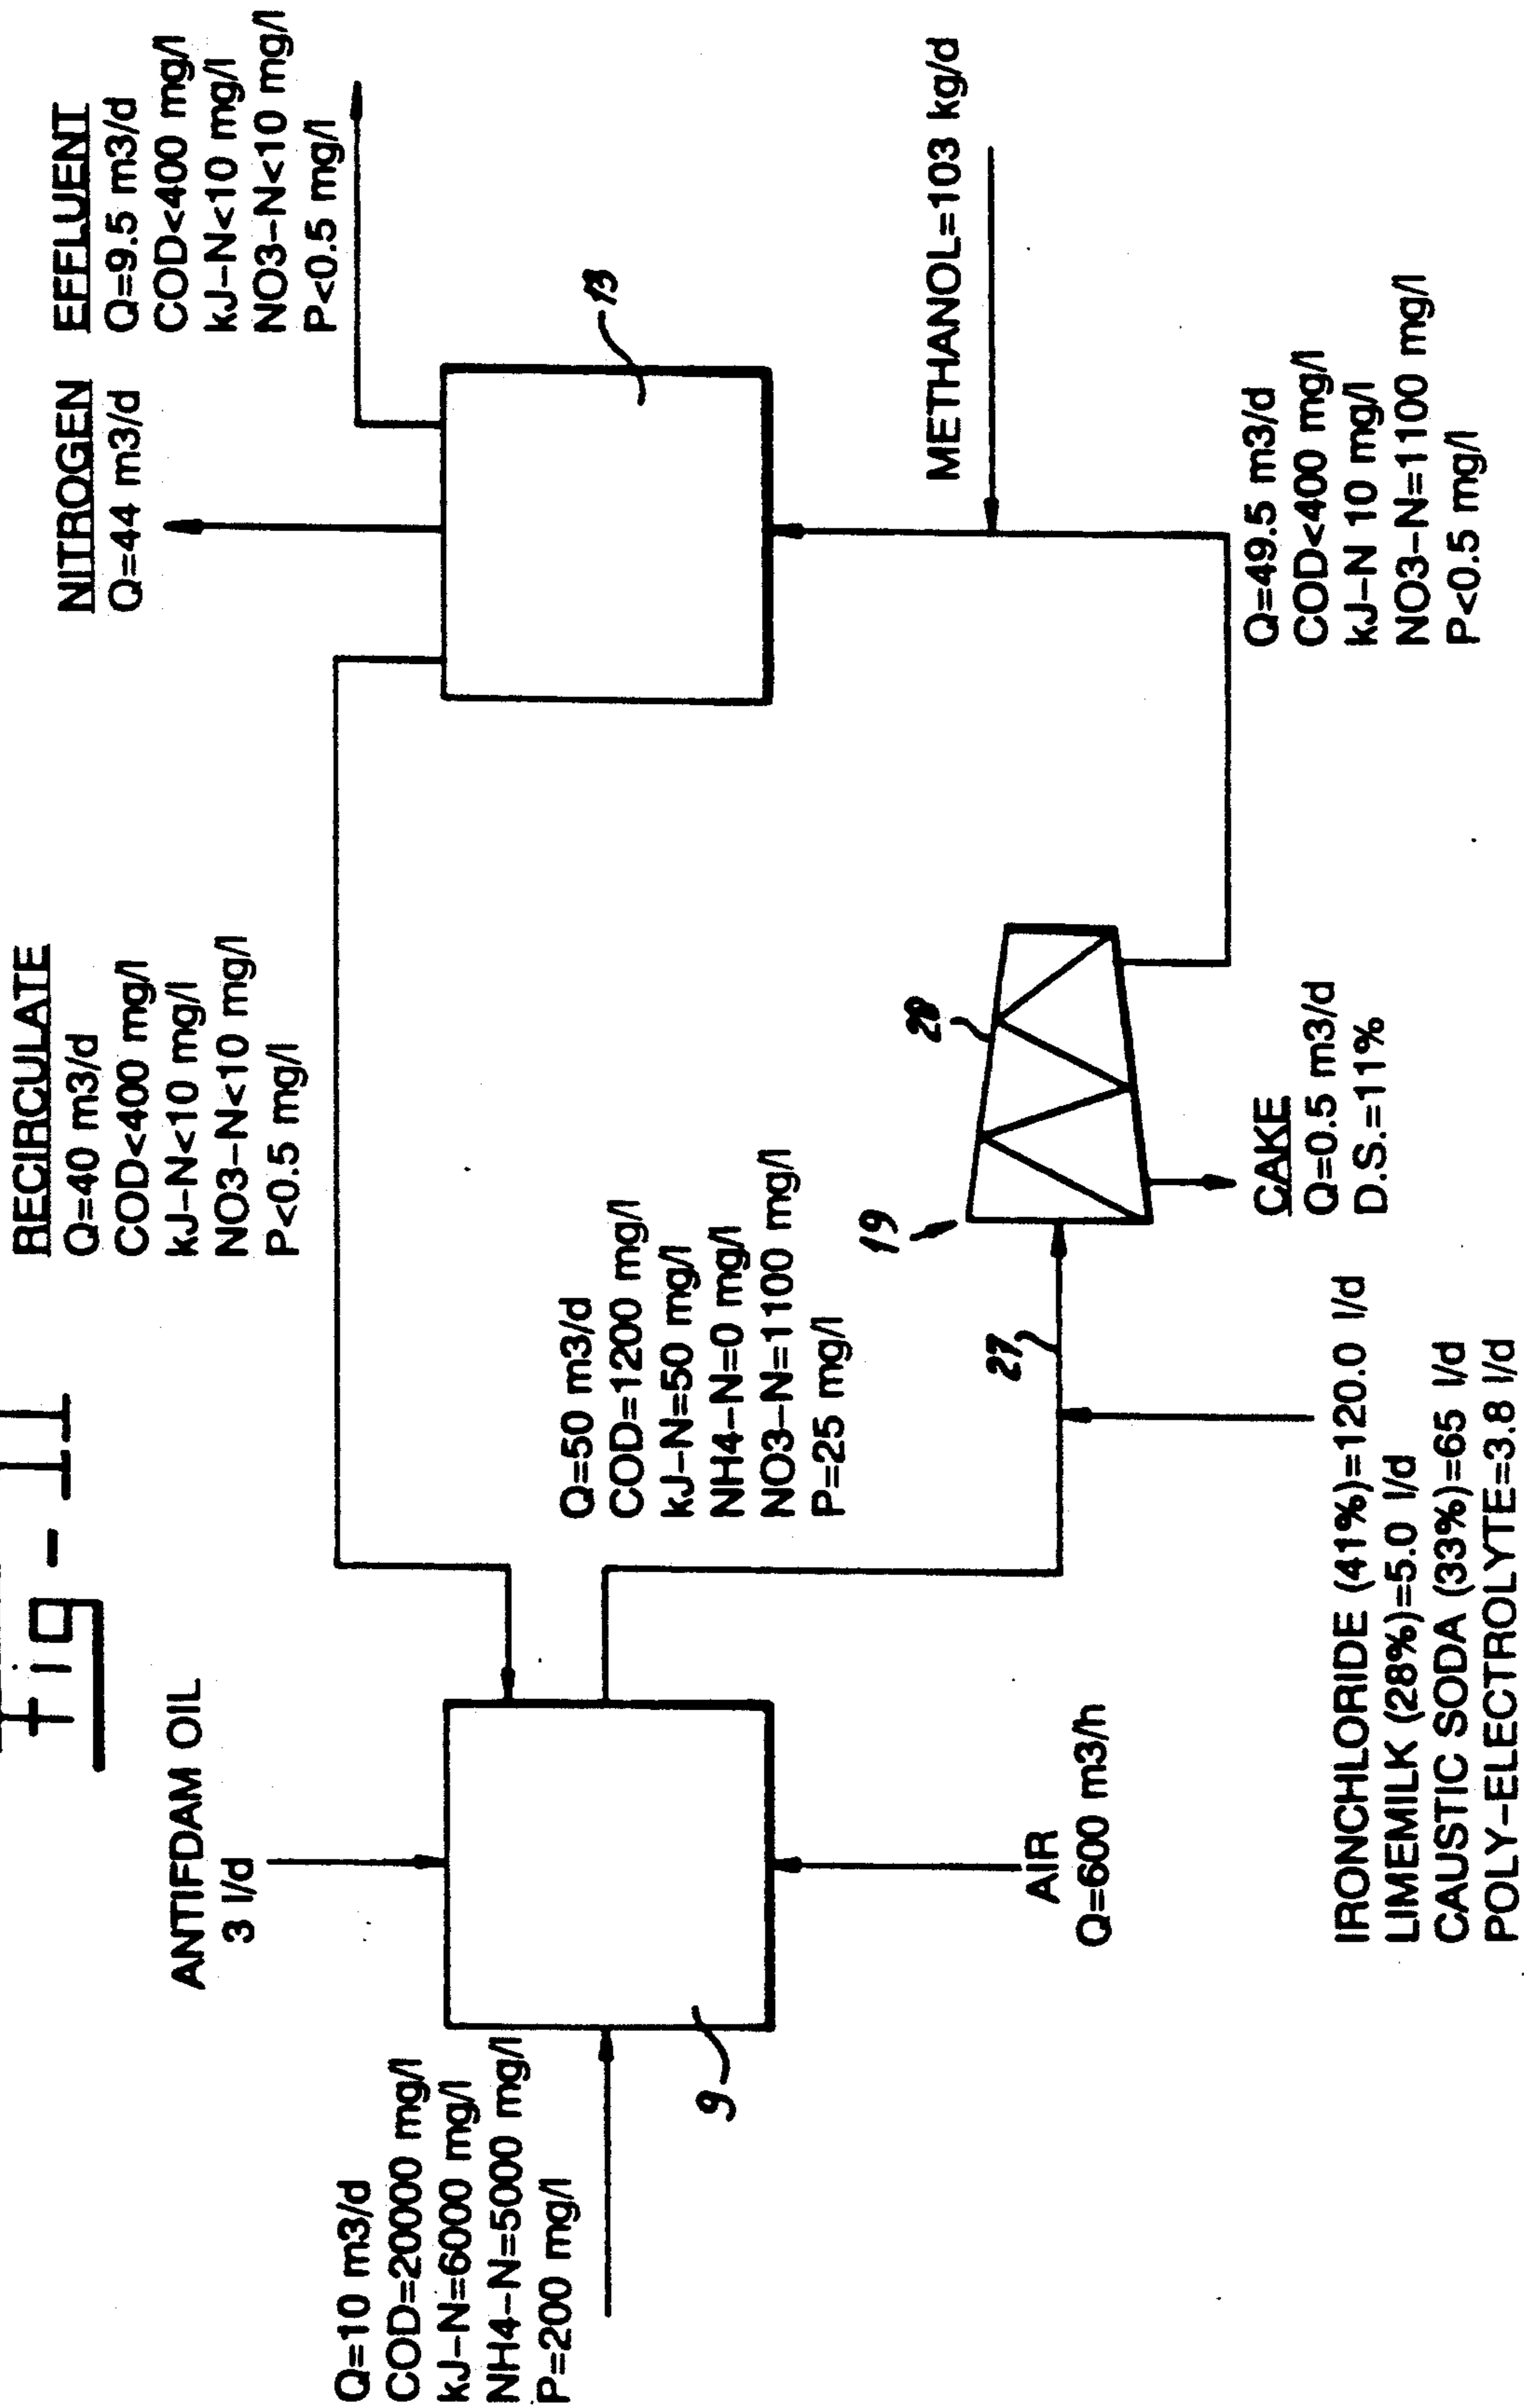 Fig-II
RECIRCULATE
Q=40 m3/d
COD<400 mg/l
kJ-N<10 mg/l
NO3-N<10 mg/l
P<0.5 mg/l
NITROGEN
Q=44 m3/d
EFFLUENT
Q=9.5 m3/d
COD<400 mg/l
kJ-N<10 mg/l
NO3-N<10 mg/l
P<0.5 mg/l
ANTIFDAM OIL
3 l/d
Q=10 m3/d
COD=20000 mg/l
kJ-N=6000 mg/l
NH4-N=5000 mg/l
P=200 mg/l
9
AIR
Q=600 m3/h
Q=50 m3/d
COD=1200 mg/l
kJ-N=50 mg/l
NH4-N=0 mg/l
NO3-N=1100 mg/l
P=25 mg/l
13
METHANOL=103 kg/d
19
28
27
CAKE
Q=0.5 m3/d
D.S.=11%
Q=49.5 m3/d
COD<400 mg/l
kJ-N 10 mg/l
NO3-N=1100 mg/l
P<0.5 mg/l
IRONCHLORIDE (41%)=120.0 l/d
LIMEMILK (28%)=5.0 l/d
CAUSTIC SODA (33%)=65 l/d
POLY-ELECTROLYTE=3.8 l/d